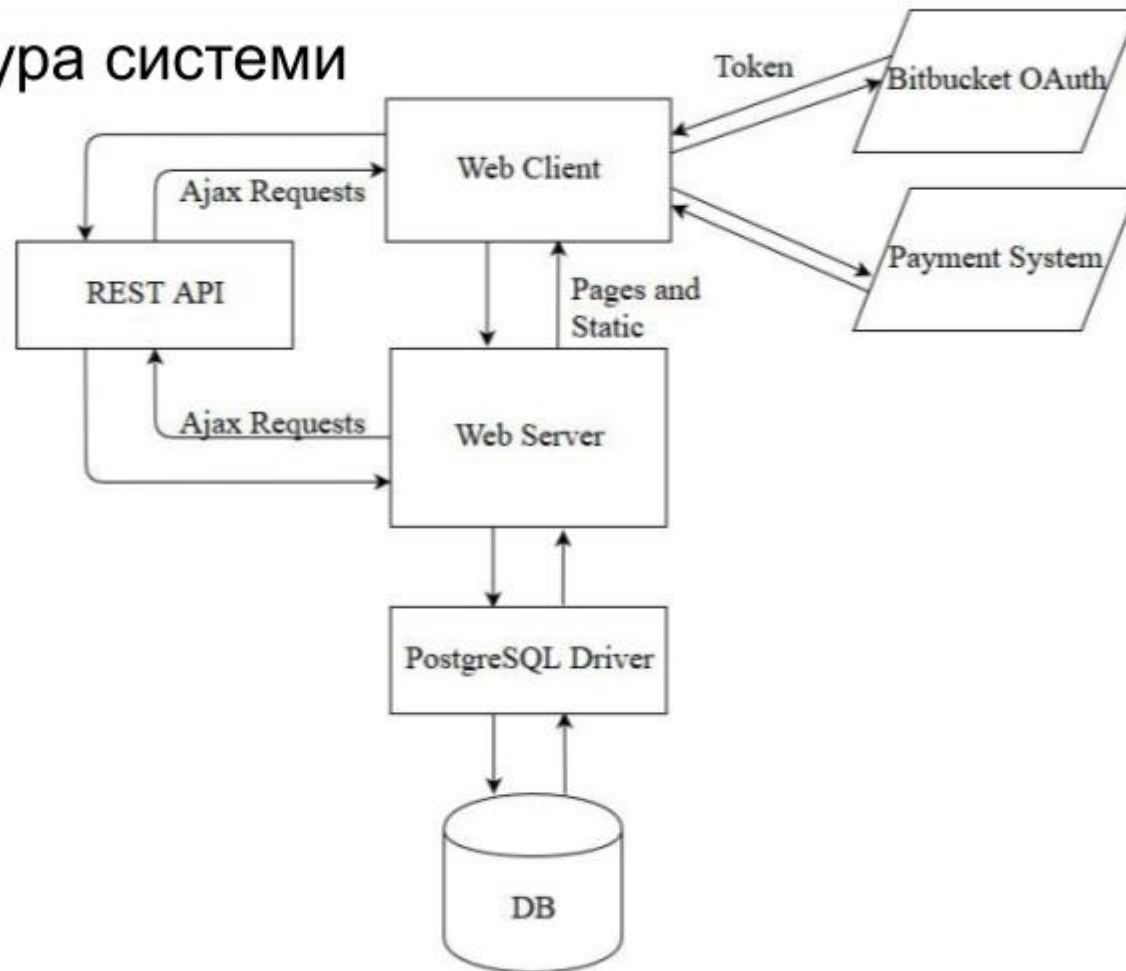 ура системи
Token
Bitbucket OAuth
Web Client
Ajax Requests
Payment System
REST API
Pages and
Static
Ajax Requests
Web Server
PostgreSQL Driver
DB